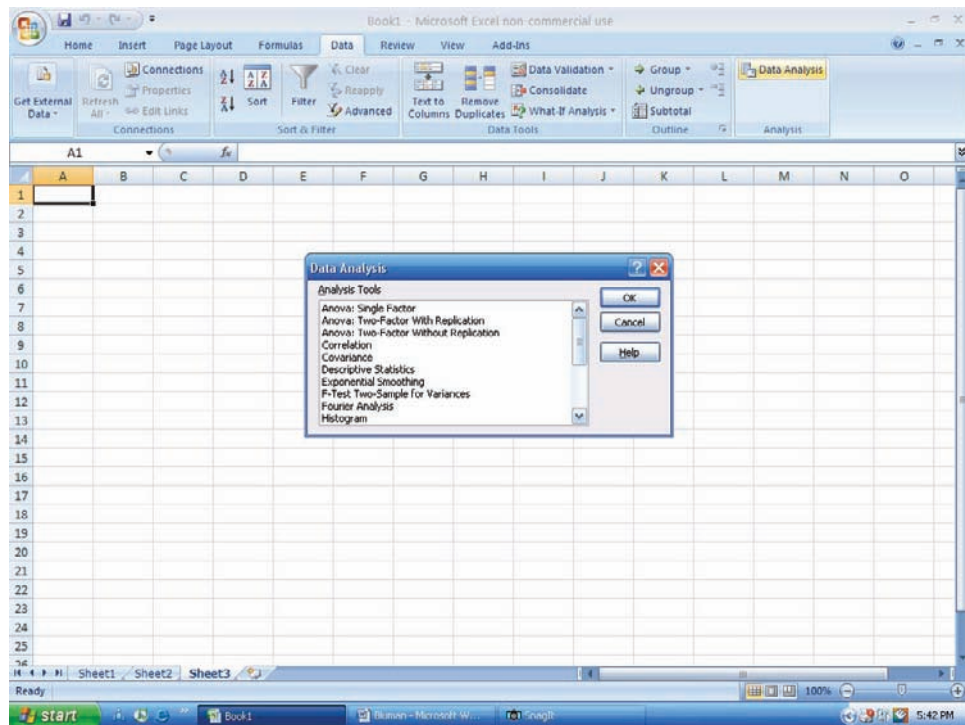 Book1 - Microsoft Excel non-commercial use
Home Insert Page Layout Formulas Data Review View Add-Ins
Get External Data
Refresh All
Connections
Properties
Edit Links
Connections
Sort
Filter
Clear
Reapply
Advanced
Sort & Filter
Text to Columns
Remove Duplicates
Data Validation
Consolidate
What-If Analysis
Data Tools
Group
Ungroup
Subtotal
Outline
Data Analysis
Analysis
A1 fx
A B C D E F G H I J K L M N O
1
2
3
4
5
6
7
8
9
10
11
12
13
14
15
16
17
18
19
20
21
22
23
24
25
26
Data Analysis
Analysis Tools
Anova: Single Factor
Anova: Two-Factor With Replication
Anova: Two-Factor Without Replication
Correlation
Covariance
Descriptive Statistics
Exponential Smoothing
F-Test Two-Sample for Variances
Fourier Analysis
Histogram
OK
Cancel
Help
Sheet1 Sheet2 Sheet3
Ready 100%
start Book1 Bluman - Microsoft W... SnagIt 5:42 PM